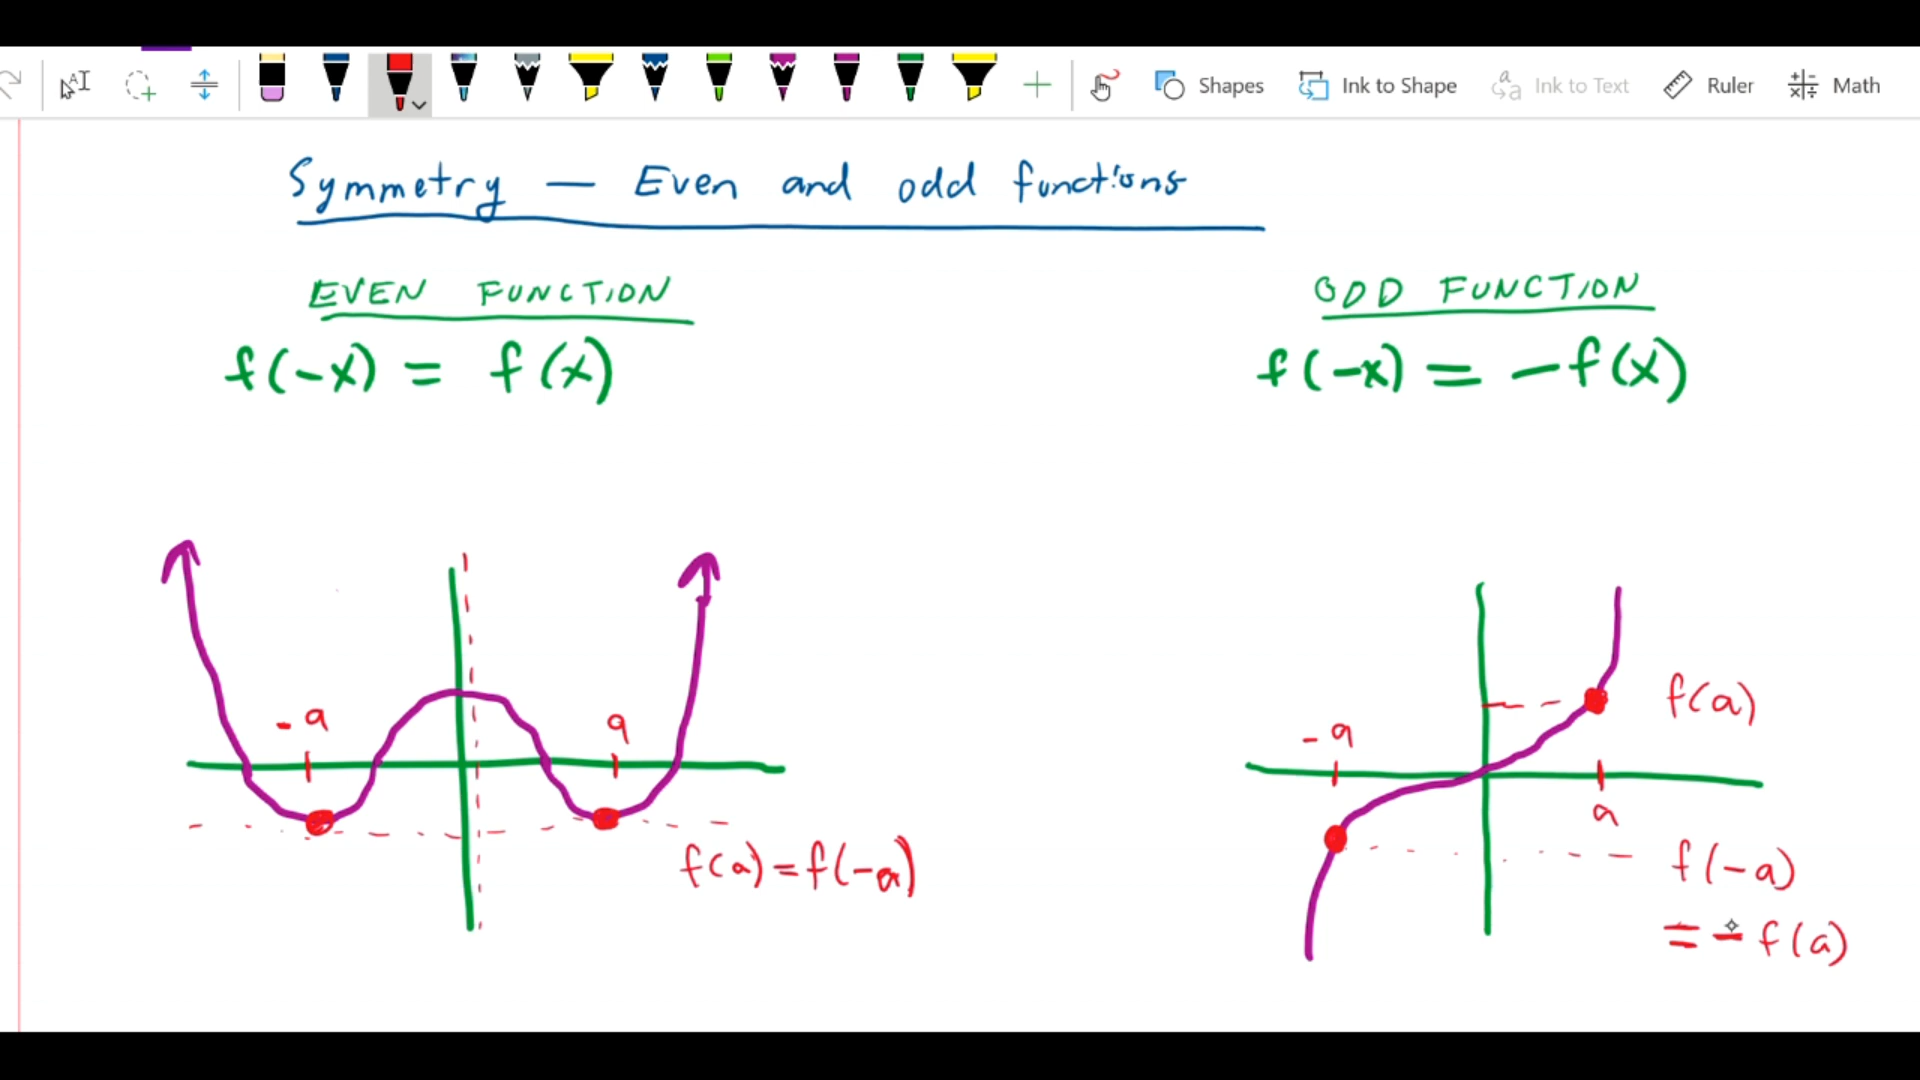 Shapes Ink to Shape Ink to Text Ruler Math
Symmetry — Even and odd functions
EVEN FUNCTION
f(-x) = f(x)
-a a
f(a)=f(-a)
ODD FUNCTION
f(-x) = -f(x)
f(a)
-a
a
f(-a)
= -f(a)